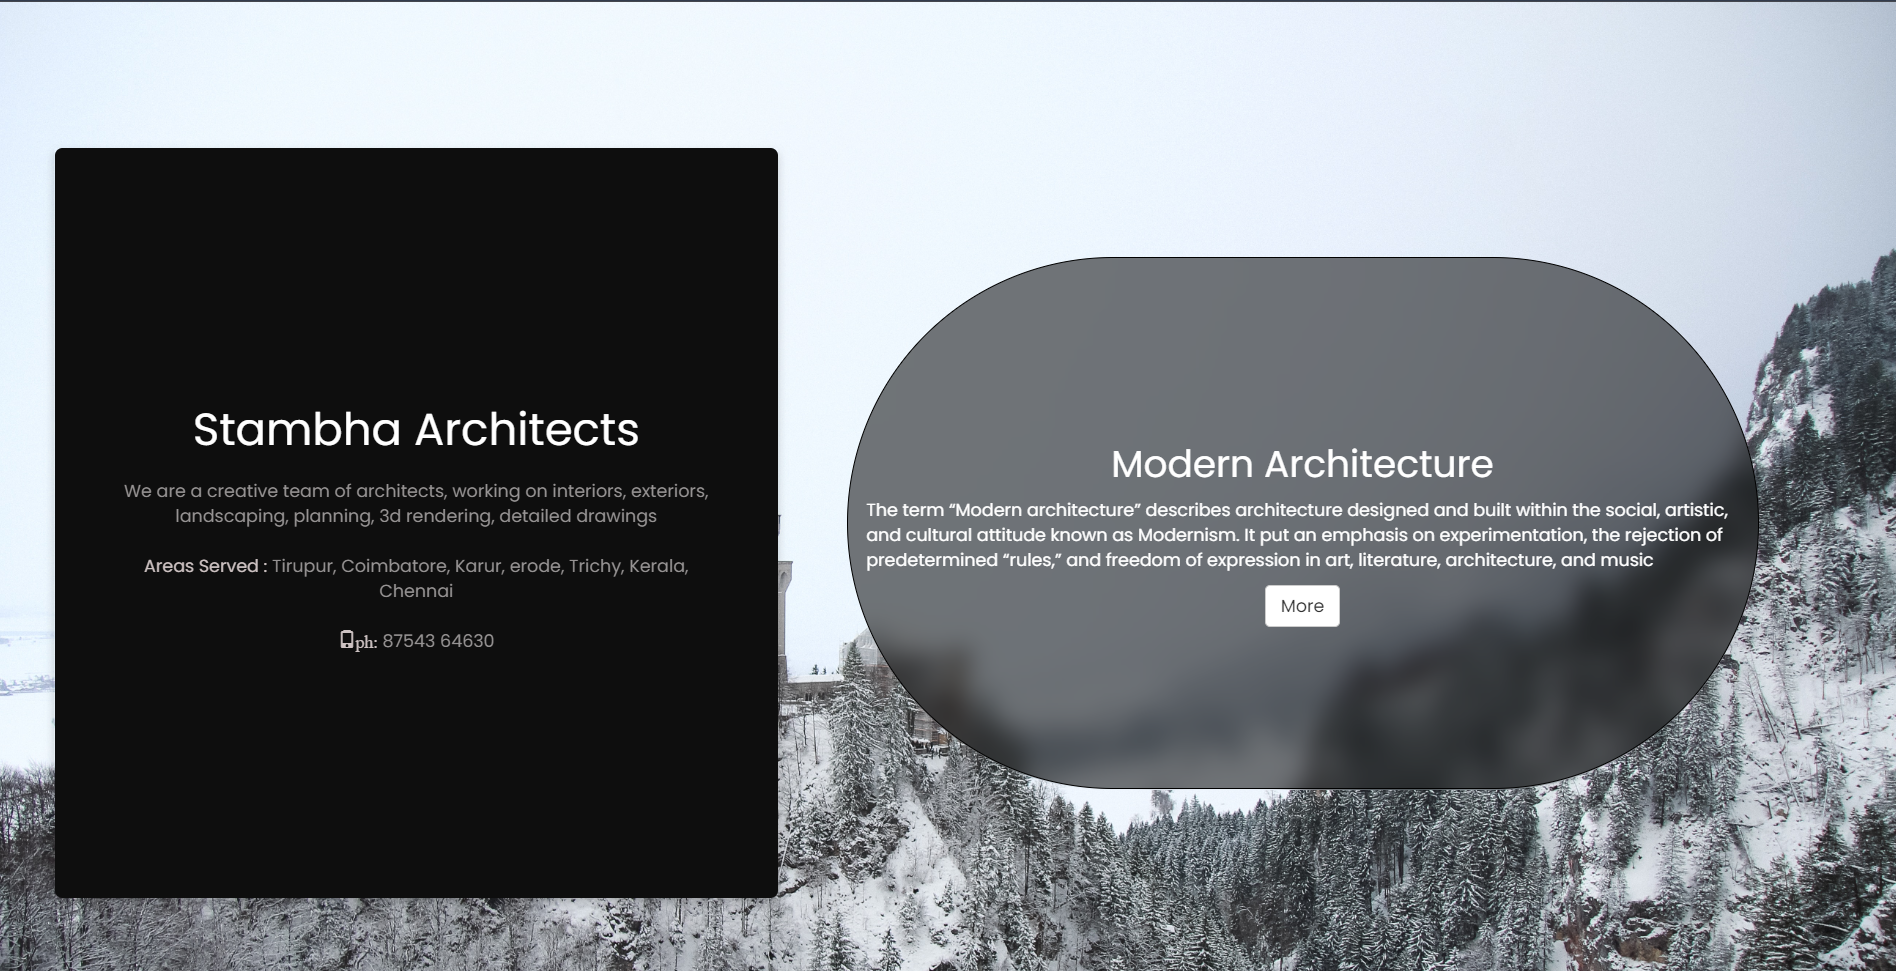 Stambha Architects
We are a creative team of architects, working on interiors, exteriors,
landscaping, planning, 3d rendering, detailed drawings
Areas Served : Tirupur, Coimbatore, Karur, erode, Trichy, Kerala,
Chennai
ph: 87543 64630
Modern Architecture
The term “Modern architecture” describes architecture designed and built within the social, artistic,
and cultural attitude known as Modernism. It put an emphasis on experimentation, the rejection of
predetermined “rules,” and freedom of expression in art, literature, architecture, and music
More